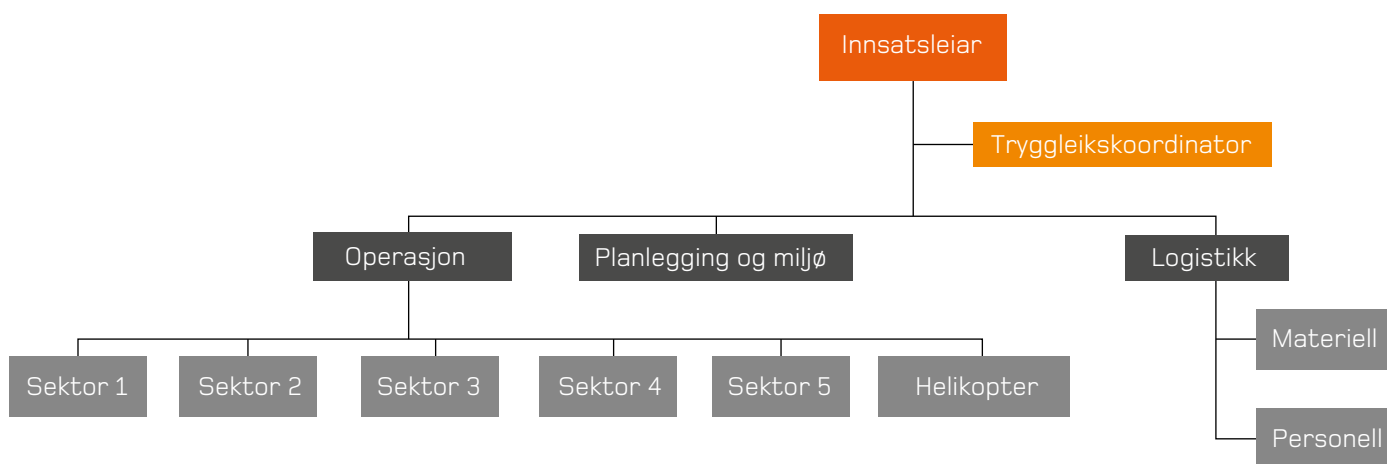 Innsatsleiar
Tryggleikskoordinator
Operasjon
Planlegging og miljø
Logistikk
Sektor 1
Sektor 2
Sektor 3
Sektor 4
Sektor 5
Helikopter
Materiell
Personell